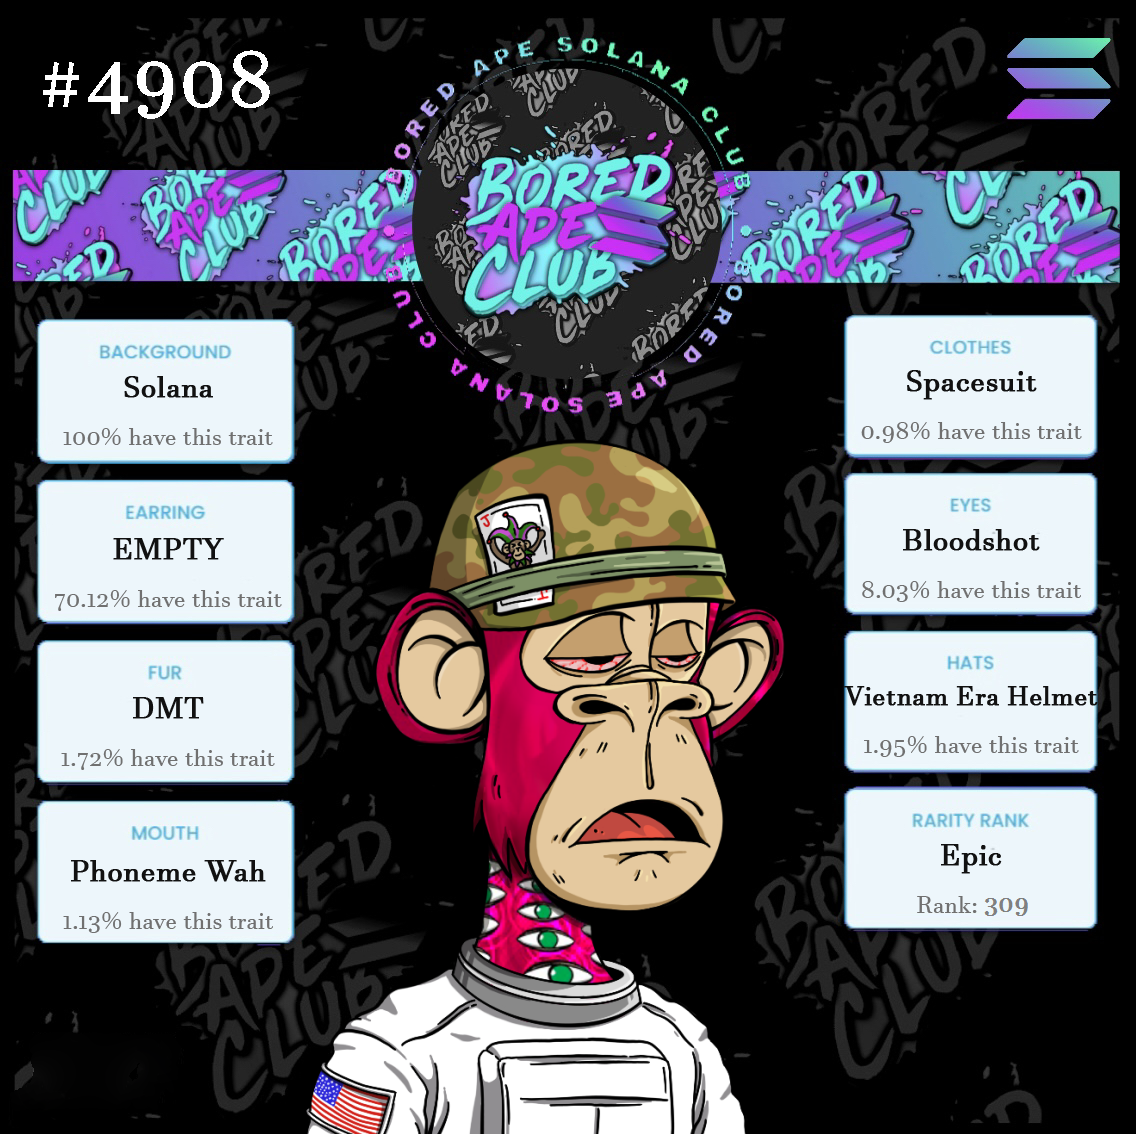 #4908
BORED APE SOLANA CLUB
BORED APE SOLANA CLUB
BORED
APE
CLUB
BACKGROUND
Solana
100% have this trait
EARRING
EMPTY
70.12% have this trait
FUR
DMT
1.72% have this trait
MOUTH
Phoneme Wah
1.13% have this trait
CLOTHES
Spacesuit
0.98% have this trait
EYES
Bloodshot
8.03% have this trait
HATS
Vietnam Era Helmet
1.95% have this trait
RARITY RANK
Epic
Rank: 309
J
J